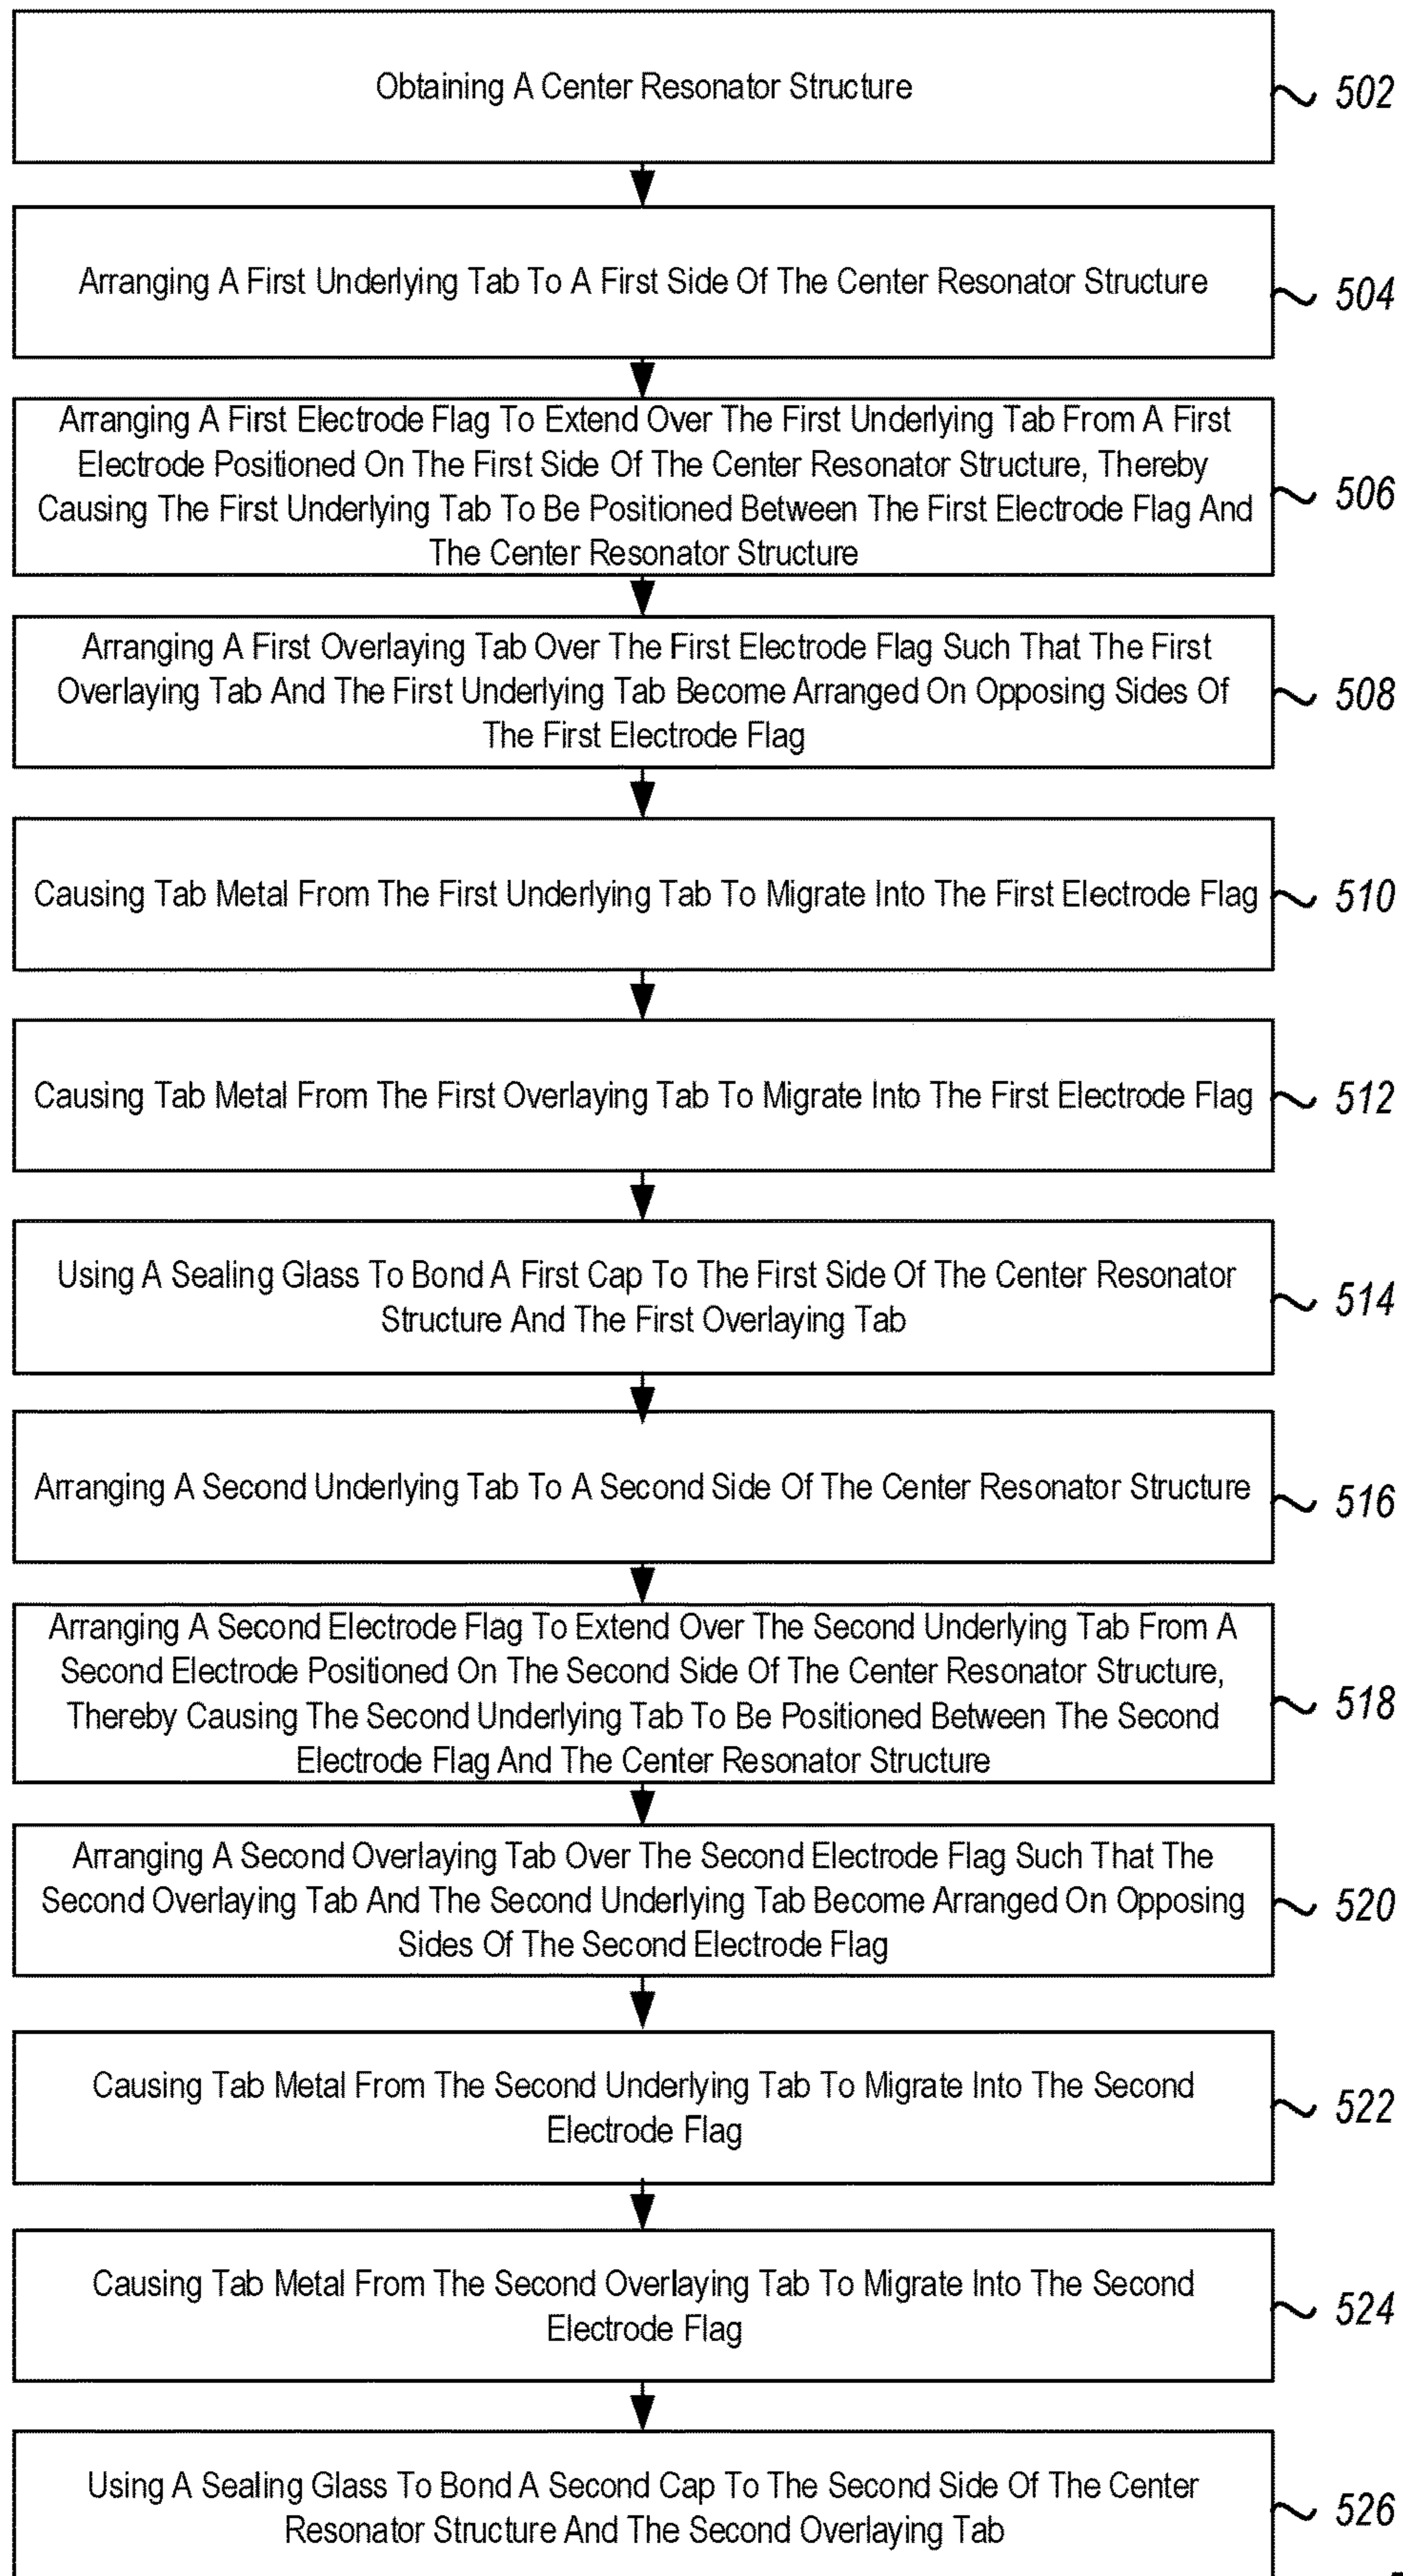 Obtaining A Center Resonator Structure
502
Arranging A First Underlying Tab To A First Side Of The Center Resonator Structure
504
Arranging A First Electrode Flag To Extend Over The First Underlying Tab From A First
Electrode Positioned On The First Side Of The Center Resonator Structure, Thereby
Causing The First Underlying Tab To Be Positioned Between The First Electrode Flag And
The Center Resonator Structure
506
Arranging A First Overlaying Tab Over The First Electrode Flag Such That The First
Overlaying Tab And The First Underlying Tab Become Arranged On Opposing Sides Of
The First Electrode Flag
508
Causing Tab Metal From The First Underlying Tab To Migrate Into The First Electrode Flag
510
Causing Tab Metal From The First Overlaying Tab To Migrate Into The First Electrode Flag
512
Using A Sealing Glass To Bond A First Cap To The First Side Of The Center Resonator
Structure And The First Overlaying Tab
514
Arranging A Second Underlying Tab To A Second Side Of The Center Resonator Structure
516
Arranging A Second Electrode Flag To Extend Over The Second Underlying Tab From A
Second Electrode Positioned On The Second Side Of The Center Resonator Structure,
Thereby Causing The Second Underlying Tab To Be Positioned Between The Second
Electrode Flag And The Center Resonator Structure
518
Arranging A Second Overlaying Tab Over The Second Electrode Flag Such That The
Second Overlaying Tab And The Second Underlying Tab Become Arranged On Opposing
Sides Of The Second Electrode Flag
520
Causing Tab Metal From The Second Underlying Tab To Migrate Into The Second
Electrode Flag
522
Causing Tab Metal From The Second Overlaying Tab To Migrate Into The Second
Electrode Flag
524
Using A Sealing Glass To Bond A Second Cap To The Second Side Of The Center
Resonator Structure And The Second Overlaying Tab
526